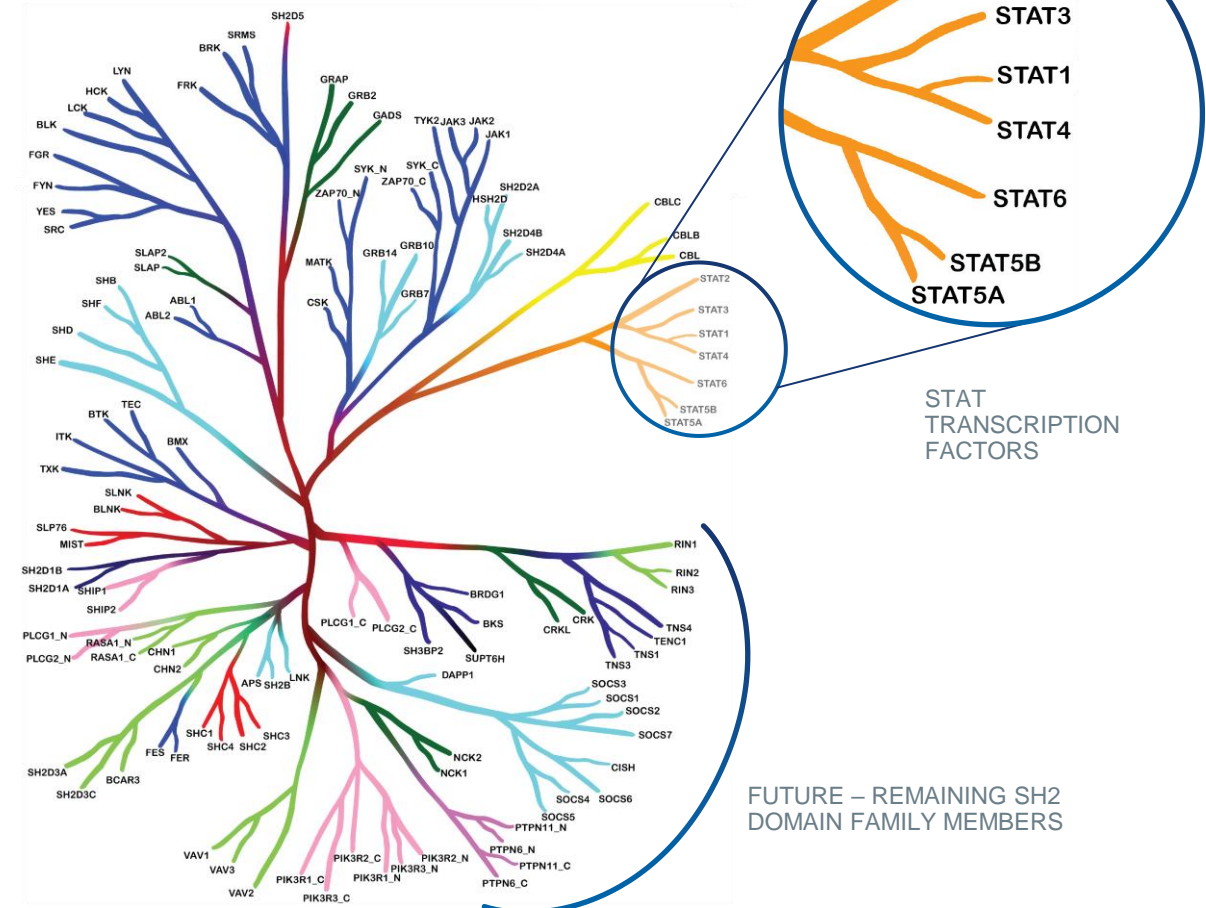 SH2D5
SRMS
BRK
FRK
LYN
HCK
LCK
BLK
FGR
FYN
YES
SRC
GRAP
GRB2
GADS
TYK2
JAK3
JAK2
JAK1
SYK_N
SYK_C
ZAP70_N
ZAP70_C
SH2D2A
HSH2D
SH2D4B
SH2D4A
GRB10
GRB14
GRB7
MATK
CSK
SLAP2
SLAP
ABL1
ABL2
SHB
SHF
SHD
SHE
CBLC
CBLB
CBL
STAT2
STAT3
STAT1
STAT4
STAT6
STAT5B
STAT5A
STAT3
STAT1
STAT4
STAT6
STAT5B
STAT5A
STAT
TRANSCRIPTION
FACTORS
TEC
BTK
ITK
BMX
TXK
SLNK
BLNK
SLP76
MIST
SH2D1B
SH2D1A
SHIP1
SHIP2
PLCG1_N
PLCG2_N
RASA1_N
RASA1_C
CHN1
CHN2
APS
SH2B
LNK
SHC1
SHC4
SHC2
SHC3
FES
FER
BCAR3
SH2D3A
SH2D3C
VAV1
VAV3
VAV2
PLCG1_C
PLCG2_C
BRDG1
BKS
SH3BP2
SUPT6H
CRKL
CRK
RIN1
RIN2
RIN3
TNS4
TENC1
TNS1
TNS3
DAPP1
SOCS3
SOCS1
SOCS2
SOCS7
CISH
SOCS6
SOCS4
SOCS5
NCK2
NCK1
PTPN11_N
PTPN6_N
PTPN11_C
PTPN6_C
PIK3R2_C
PIK3R2_N
PIK3R3_N
PIK3R1_N
PIK3R1_C
PIK3R3_C
FUTURE – REMAINING SH2
DOMAIN FAMILY MEMBERS